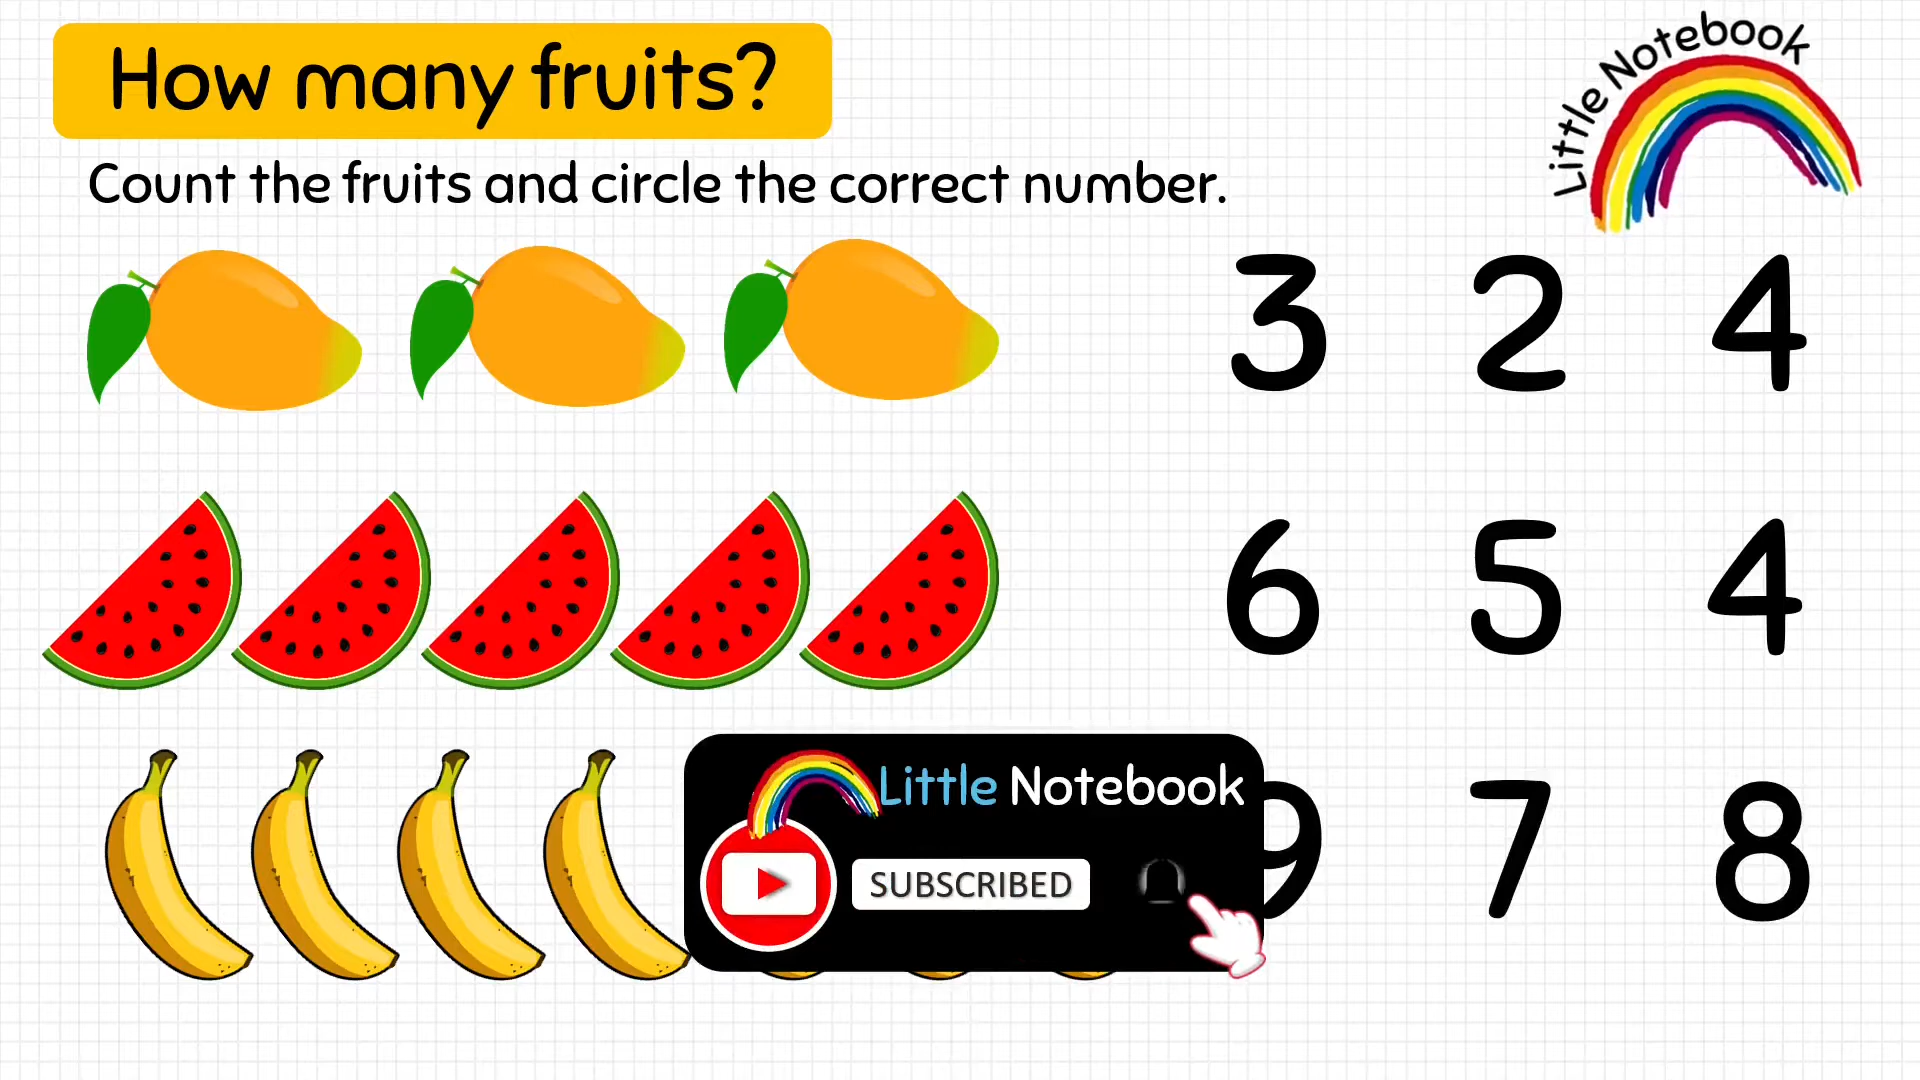 How many fruits?
Little Notebook
Count the fruits and circle the correct number.
3 2 4
6 5 4
Little Notebook
9 7 8
SUBSCRIBED